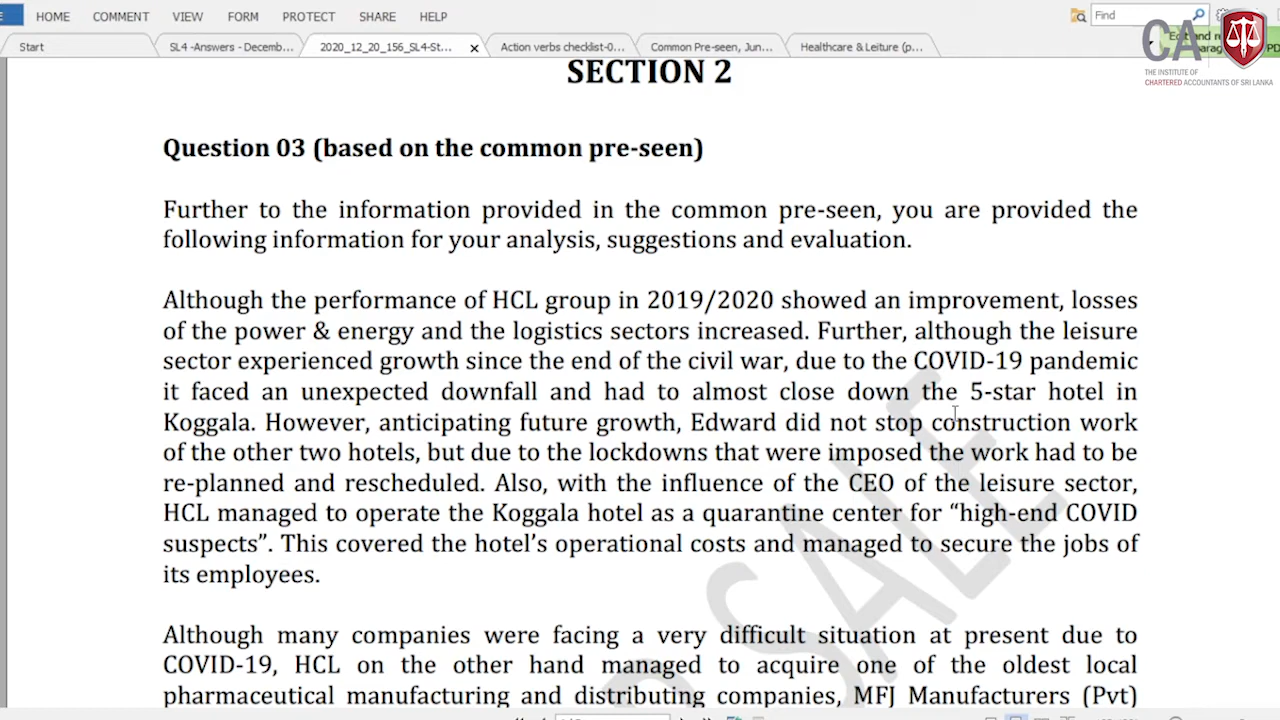 HOME COMMENT VIEW FORM PROTECT SHARE HELP
Find
Start SL4 -Answers - Decemb... 2020_12_20_156_SL4-St... Action verbs checklist-0... Common Pre-seen, Jun... Healthcare & Leiture (p...
CA
THE INSTITUTE OF
CHARTERED ACCOUNTANTS OF SRI LANKA
SECTION 2
Question 03 (based on the common pre-seen)
Further to the information provided in the common pre-seen, you are provided the
following information for your analysis, suggestions and evaluation.
Although the performance of HCL group in 2019/2020 showed an improvement, losses
of the power & energy and the logistics sectors increased. Further, although the leisure
sector experienced growth since the end of the civil war, due to the COVID-19 pandemic
it faced an unexpected downfall and had to almost close down the 5-star hotel in
Koggala. However, anticipating future growth, Edward did not stop construction work
of the other two hotels, but due to the lockdowns that were imposed the work had to be
re-planned and rescheduled. Also, with the influence of the CEO of the leisure sector,
HCL managed to operate the Koggala hotel as a quarantine center for “high-end COVID
suspects”. This covered the hotel’s operational costs and managed to secure the jobs of
its employees.
Although many companies were facing a very difficult situation at present due to
COVID-19, HCL on the other hand managed to acquire one of the oldest local
pharmaceutical manufacturing and distributing companies, MFJ Manufacturers (Pvt)
SALE